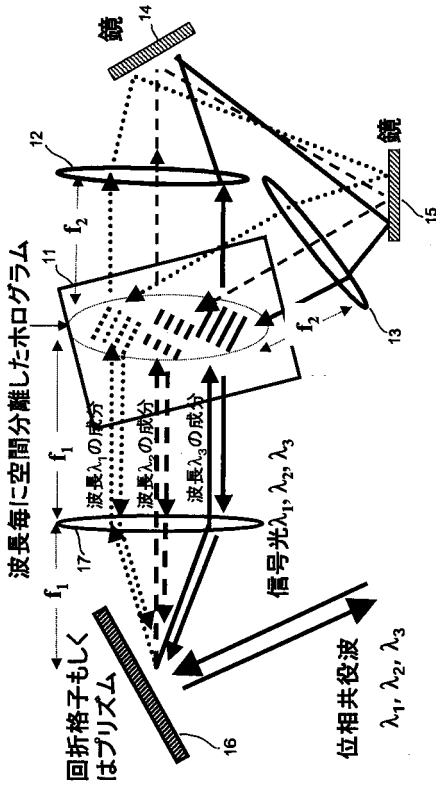 波長毎に空間分離したホログラム
回折格子もしく
はプリズム
f₁
f₁
f₂
f₂
11
12
13
鏡
14
鏡
15
16
17
波長λ₁の成分
波長λ₂の成分
波長λ₃の成分
信号光λ₁, λ₂, λ₃
位相共役波
λ₁, λ₂, λ₃